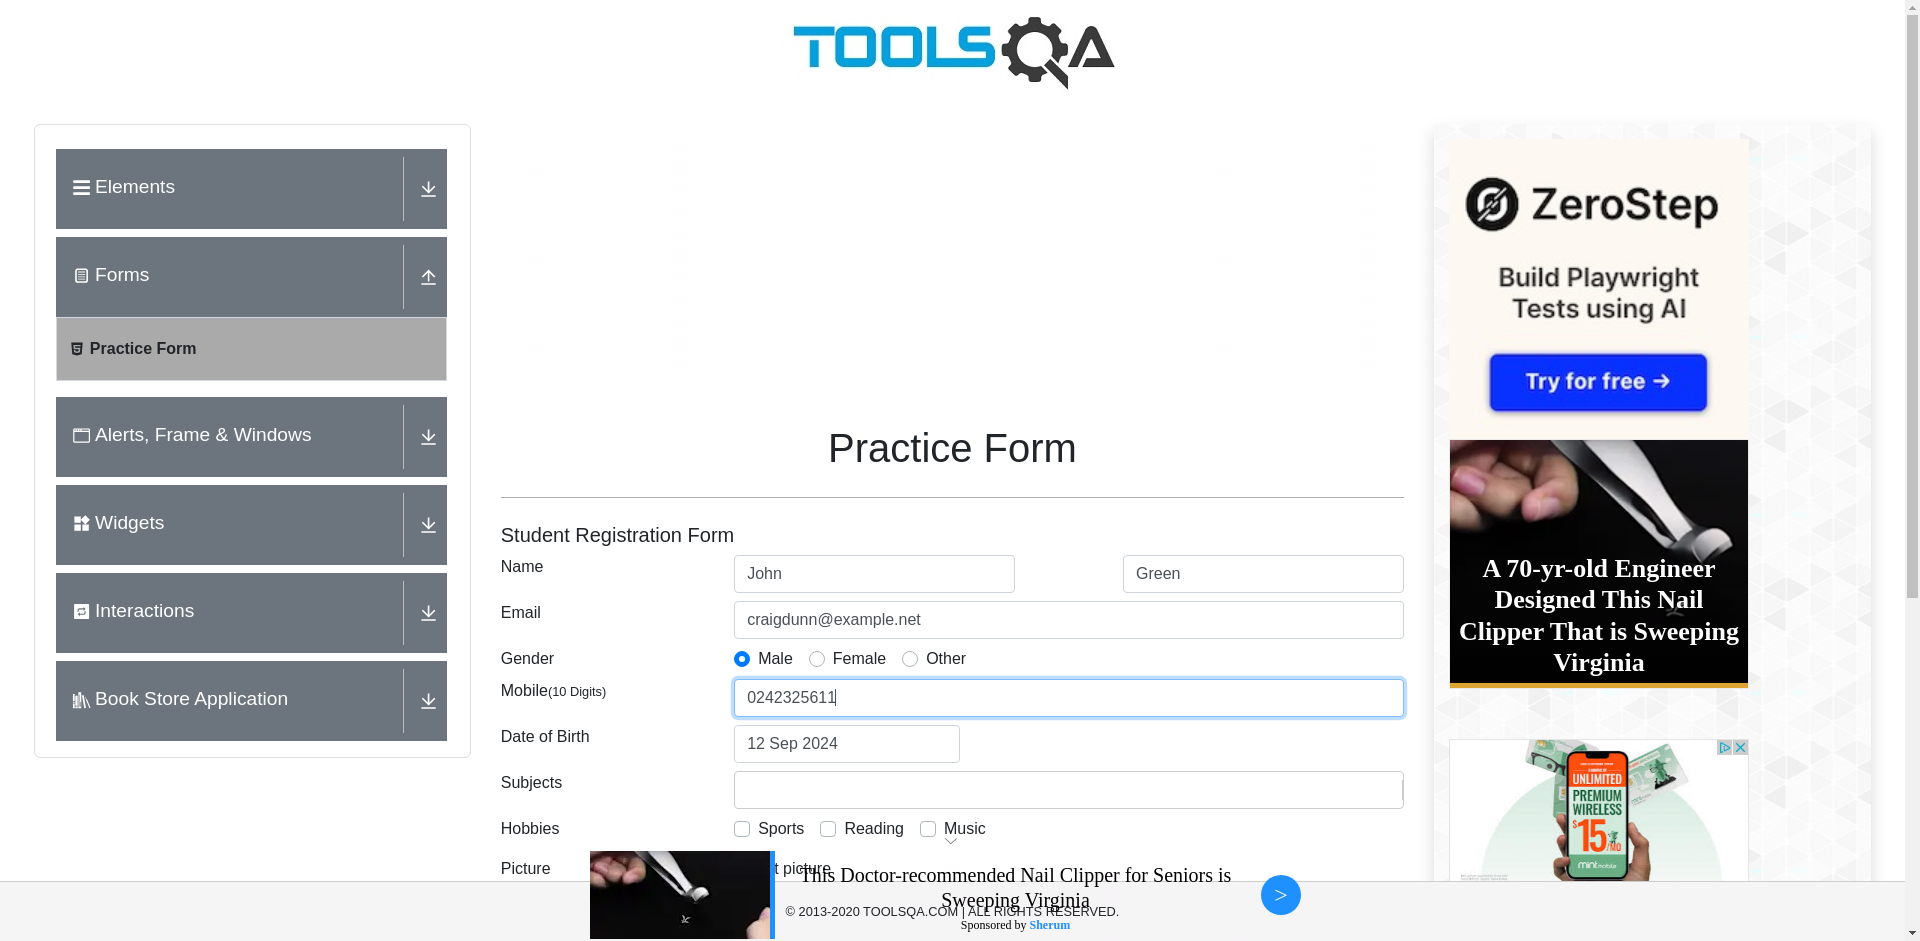 TOOLSQA
Elements
Forms
Practice Form
Alerts, Frame & Windows
Widgets
Interactions
Book Store Application
Practice Form
Student Registration Form
Name
John
Green
Email
craigdunn@example.net
Gender
Male
Female
Other
Mobile(10 Digits)
0242325611
Date of Birth
12 Sep 2024
Subjects
Hobbies
Sports
Reading
Music
Picture
t picture
This Doctor-recommended Nail Clipper for Seniors is
Sweeping Virginia
Sponsored by Sherum
>
© 2013-2020 TOOLSQA.COM | ALL RIGHTS RESERVED.
ZeroStep
Build Playwright
Tests using AI
Try for free →
A 70-yr-old Engineer
Designed This Nail
Clipper That is Sweeping
Virginia
UNLIMITED
PREMIUM
WIRELESS
$15/MO
mint mobile